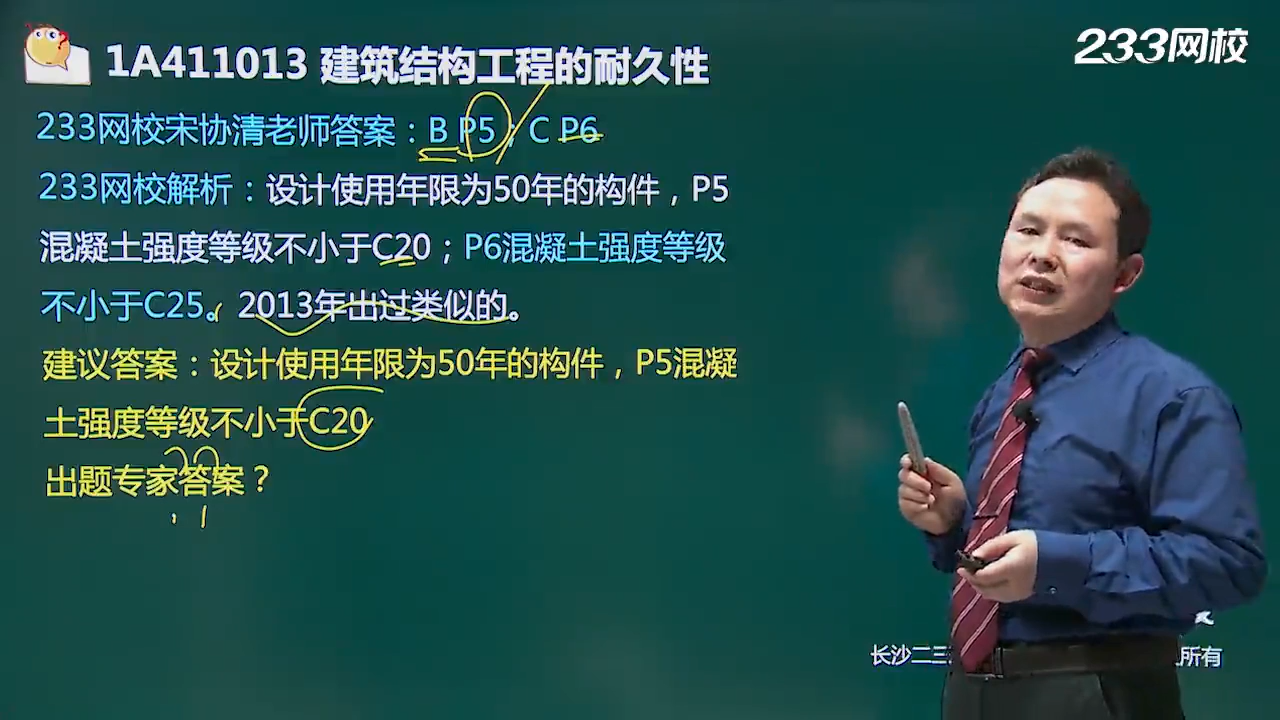 1A411013 建筑结构工程的耐久性
233网校
233网校宋协清老师答案：B P5；C P6
233网校解析：设计使用年限为50年的构件，P5
混凝土强度等级不小于C20；P6混凝土强度等级
不小于C25。2013年出过类似的。
建议答案：设计使用年限为50年的构件，P5混凝
土强度等级不小于C20
出题专家答案？
长沙二三
所有